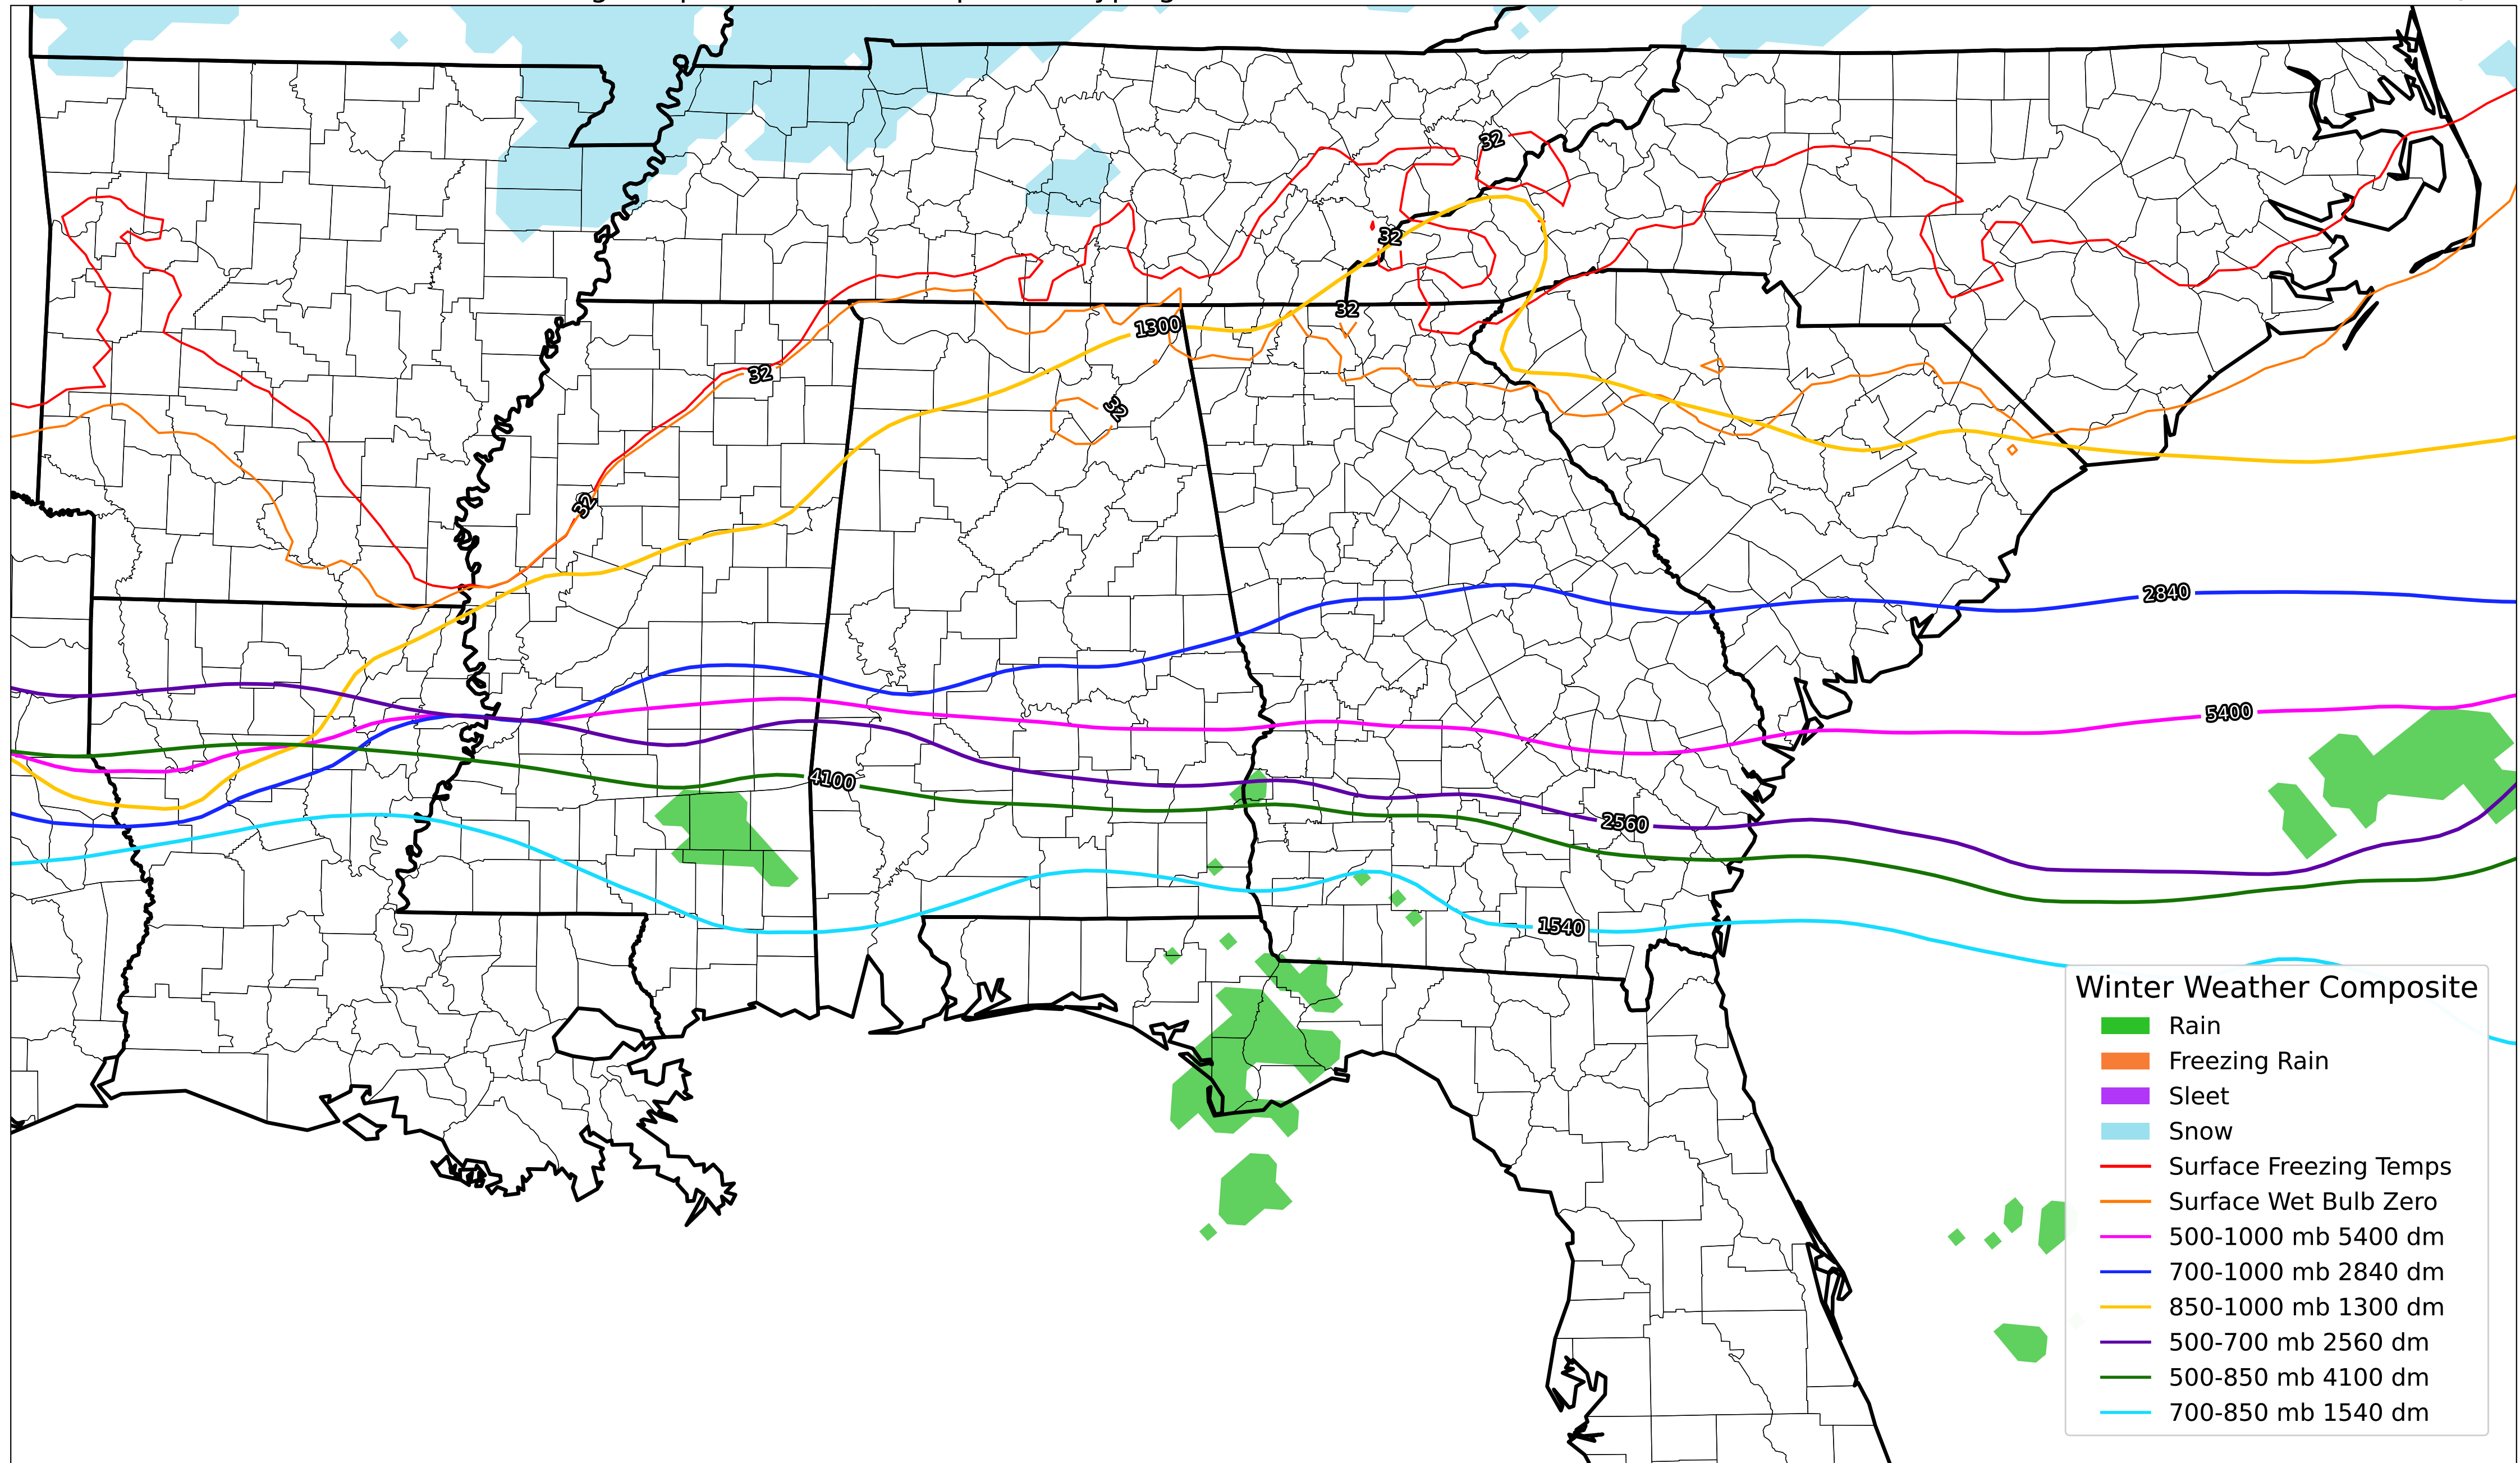 32
32
32
1300
32
32
32
32
2840
5400
4100
2560
1540
Winter Weather Composite
Rain
Freezing Rain
Sleet
Snow
Surface Freezing Temps
Surface Wet Bulb Zero
500-1000 mb 5400 dm
700-1000 mb 2840 dm
850-1000 mb 1300 dm
500-700 mb 2560 dm
500-850 mb 4100 dm
700-850 mb 1540 dm